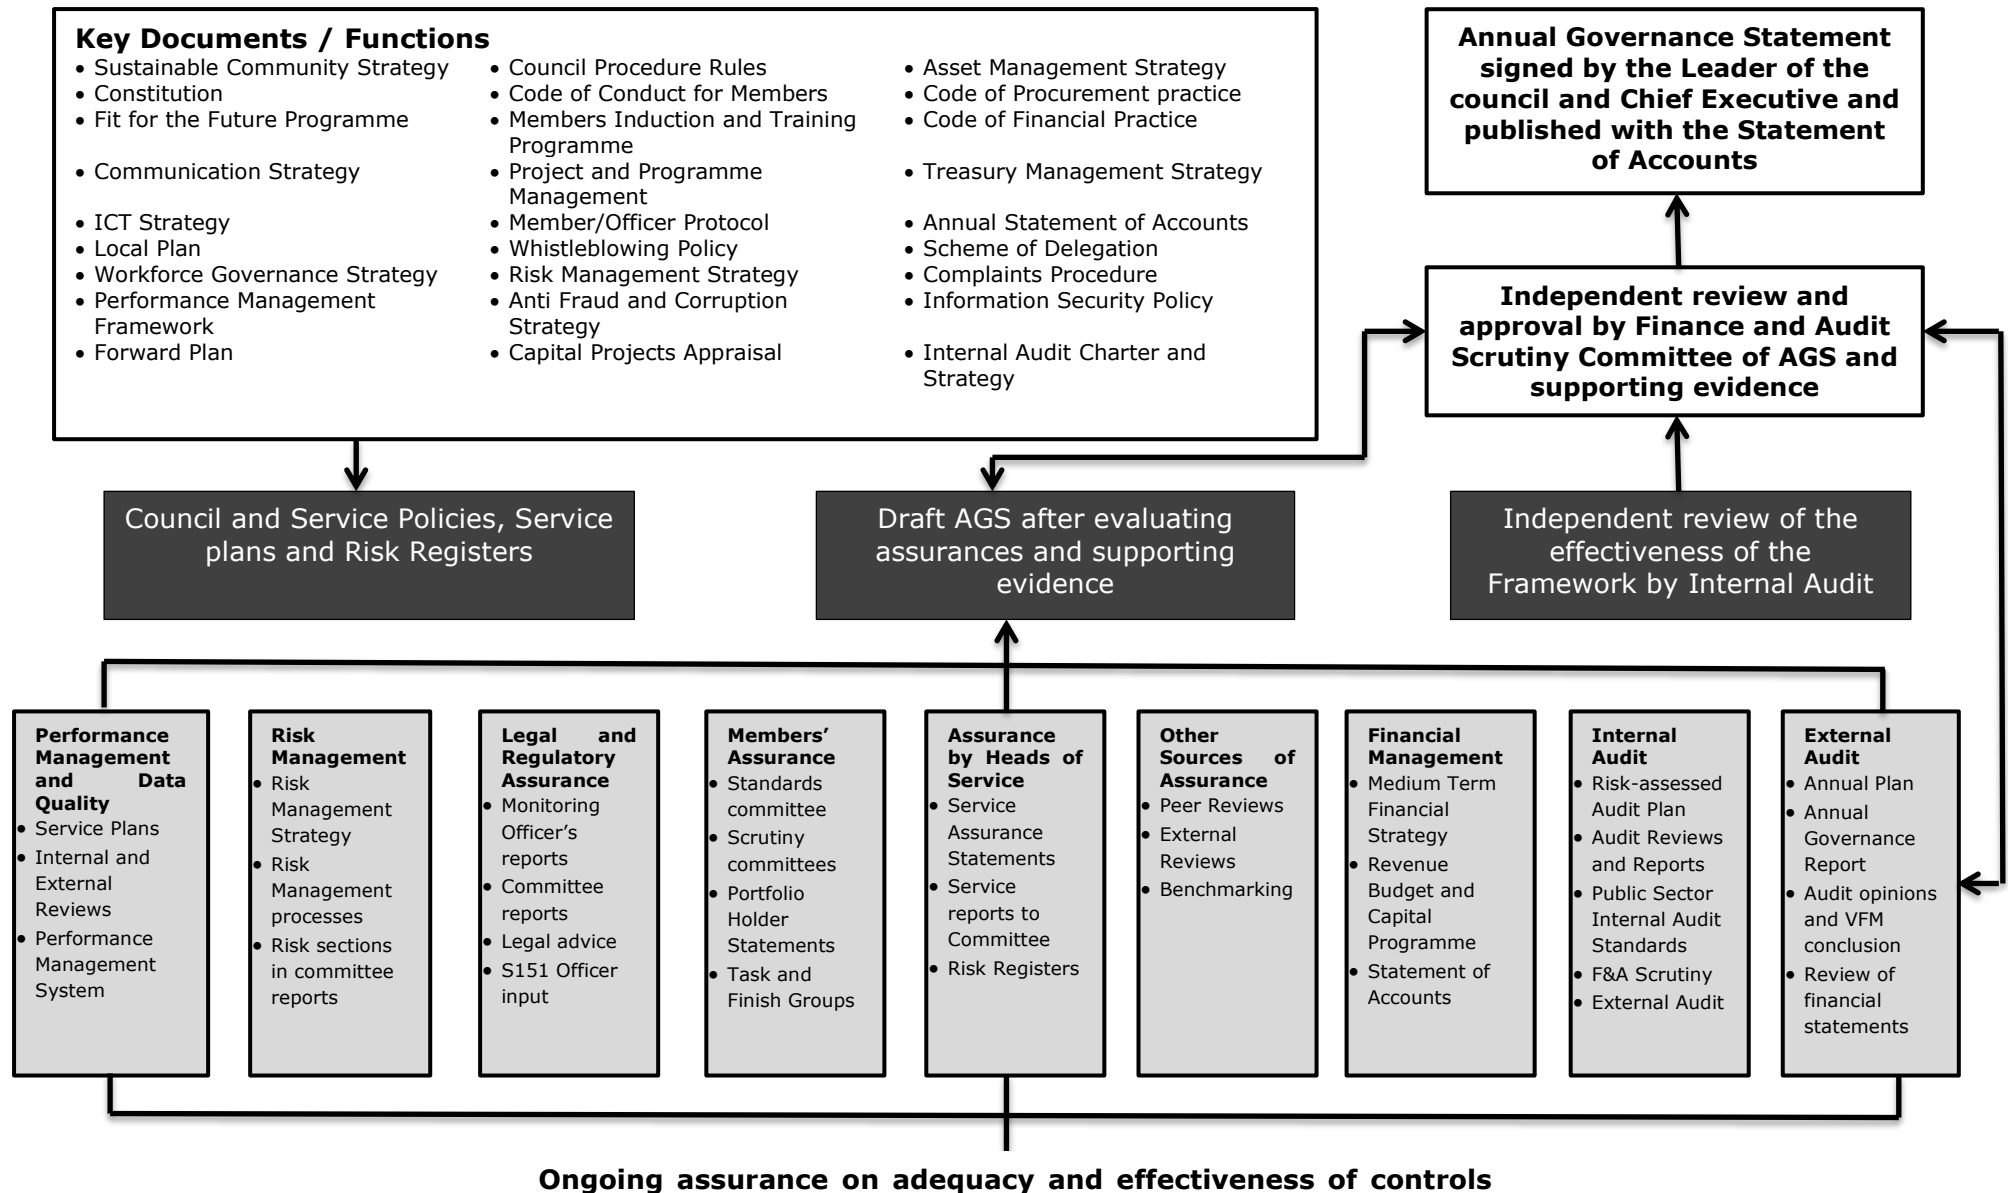 Key Documents / Functions
• Sustainable Community Strategy
• Constitution
• Fit for the Future Programme
• Communication Strategy
• ICT Strategy
• Local Plan
• Workforce Governance Strategy
• Performance Management
Framework
• Forward Plan
• Council Procedure Rules
• Code of Conduct for Members
• Members Induction and Training
Programme
• Project and Programme
Management
• Member/Officer Protocol
• Whistleblowing Policy
• Risk Management Strategy
• Anti Fraud and Corruption
Strategy
• Capital Projects Appraisal
• Asset Management Strategy
• Code of Procurement practice
• Code of Financial Practice
• Treasury Management Strategy
• Annual Statement of Accounts
• Scheme of Delegation
• Complaints Procedure
• Information Security Policy
• Internal Audit Charter and
Strategy
Annual Governance Statement
signed by the Leader of the
council and Chief Executive and
published with the Statement
of Accounts
Independent review and
approval by Finance and Audit
Scrutiny Committee of AGS and
supporting evidence
Council and Service Policies, Service
plans and Risk Registers
Draft AGS after evaluating
assurances and supporting
evidence
Independent review of the
effectiveness of the
Framework by Internal Audit
Performance
Management
and Data
Quality
• Service Plans
• Internal and
External
Reviews
• Performance
Management
System
Risk
Management
• Risk
Management
Strategy
• Risk
Management
processes
• Risk sections
in committee
reports
Legal and
Regulatory
Assurance
• Monitoring
Officer’s
reports
• Committee
reports
• Legal advice
• S151 Officer
input
Members’
Assurance
• Standards
committee
• Scrutiny
committees
• Portfolio
Holder
Statements
• Task and
Finish Groups
Assurance
by Heads of
Service
• Service
Assurance
Statements
• Service
reports to
Committee
• Risk Registers
Other
Sources of
Assurance
• Peer Reviews
• External
Reviews
• Benchmarking
Financial
Management
• Medium Term
Financial
Strategy
• Revenue
Budget and
Capital
Programme
• Statement of
Accounts
Internal
Audit
• Risk-assessed
Audit Plan
• Audit Reviews
and Reports
• Public Sector
Internal Audit
Standards
• F&A Scrutiny
• External Audit
External
Audit
• Annual Plan
• Annual
Governance
Report
• Audit opinions
and VFM
conclusion
• Review of
financial
statements
Ongoing assurance on adequacy and effectiveness of controls